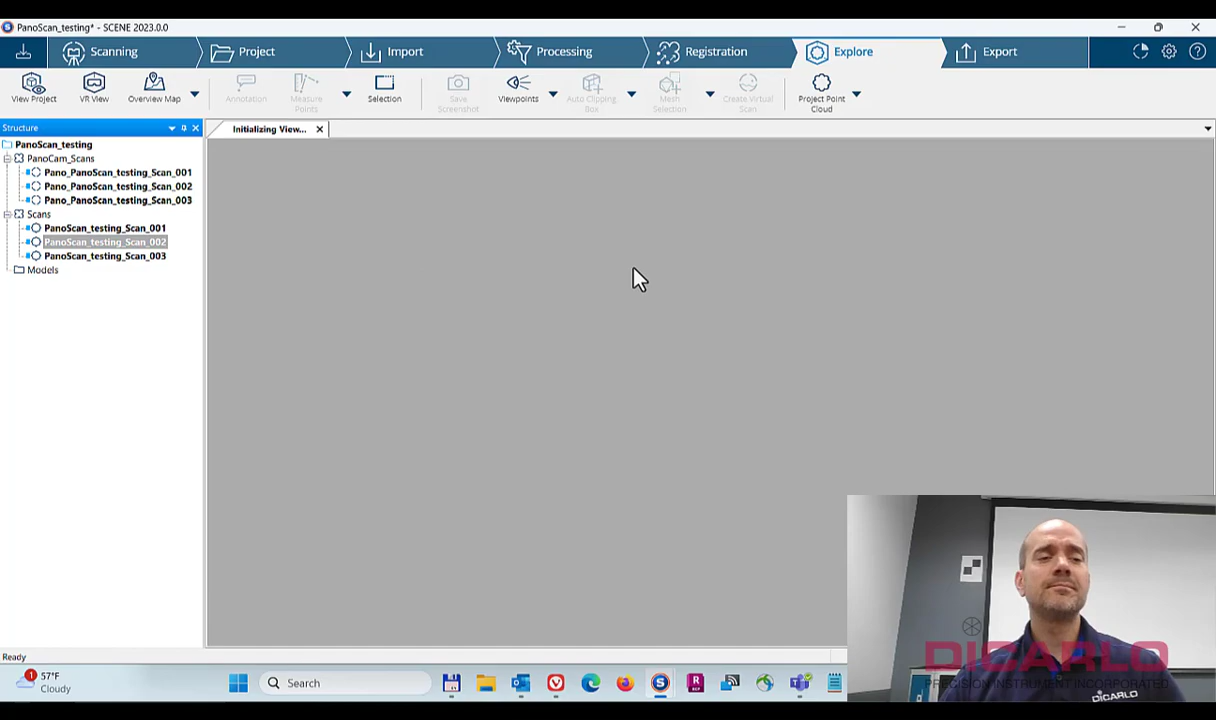 PanoScan_testing* - SCENE 2023.0.0
Scanning
Project
Import
Processing
Registration
Explore
Export
View Project
VR View
Overview Map
Annotation
Measure Points
Selection
Save Screenshot
Viewpoints
Auto Clipping Box
Mesh Selection
Create Virtual Scan
Project Point Cloud
Structure
Initializing View...
PanoScan_testing
PanoCam_Scans
Pano_PanoScan_testing_Scan_001
Pano_PanoScan_testing_Scan_002
Pano_PanoScan_testing_Scan_003
Scans
PanoScan_testing_Scan_001
PanoScan_testing_Scan_002
PanoScan_testing_Scan_003
Models
Ready
DICARLO
PRECISION INSTRUMENT INCORPORATED
DICARLO
1
57°F
Cloudy
Search